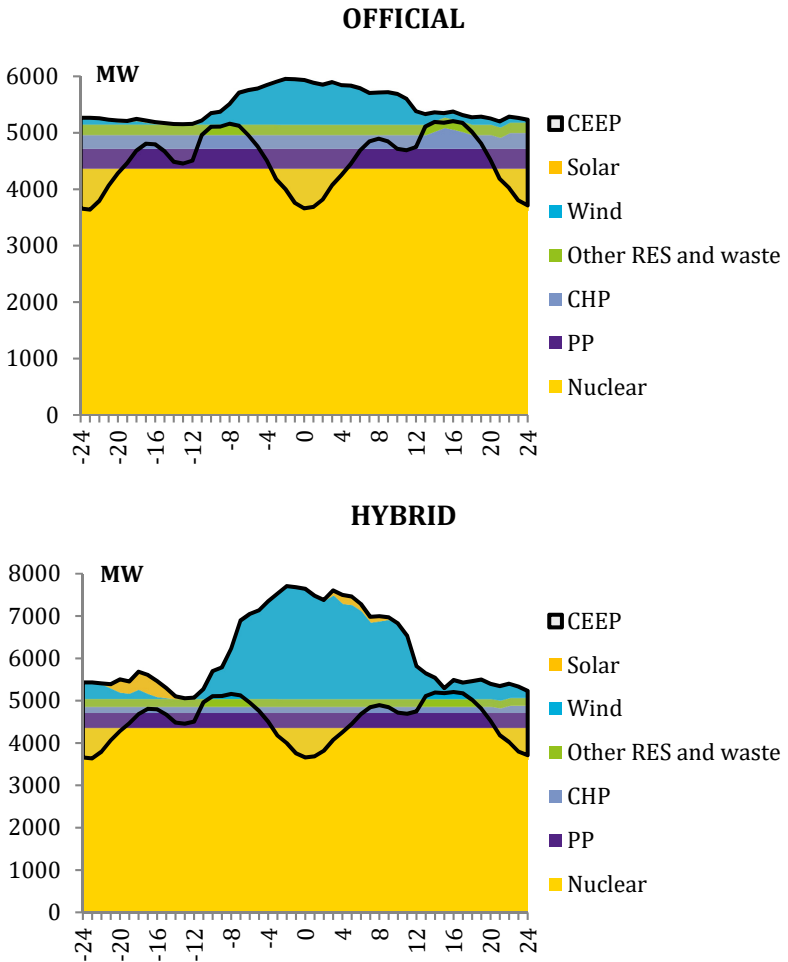 OFFICIAL
MW
6000
5000
4000
3000
2000
1000
0
-24 -20 -16 -12 -8 -4 0 4 8 12 16 20 24
CEEP
Solar
Wind
Other RES and waste
CHP
PP
Nuclear
HYBRID
MW
8000
7000
6000
5000
4000
3000
2000
1000
0
-24 -20 -16 -12 -8 -4 0 4 8 12 16 20 24
CEEP
Solar
Wind
Other RES and waste
CHP
PP
Nuclear